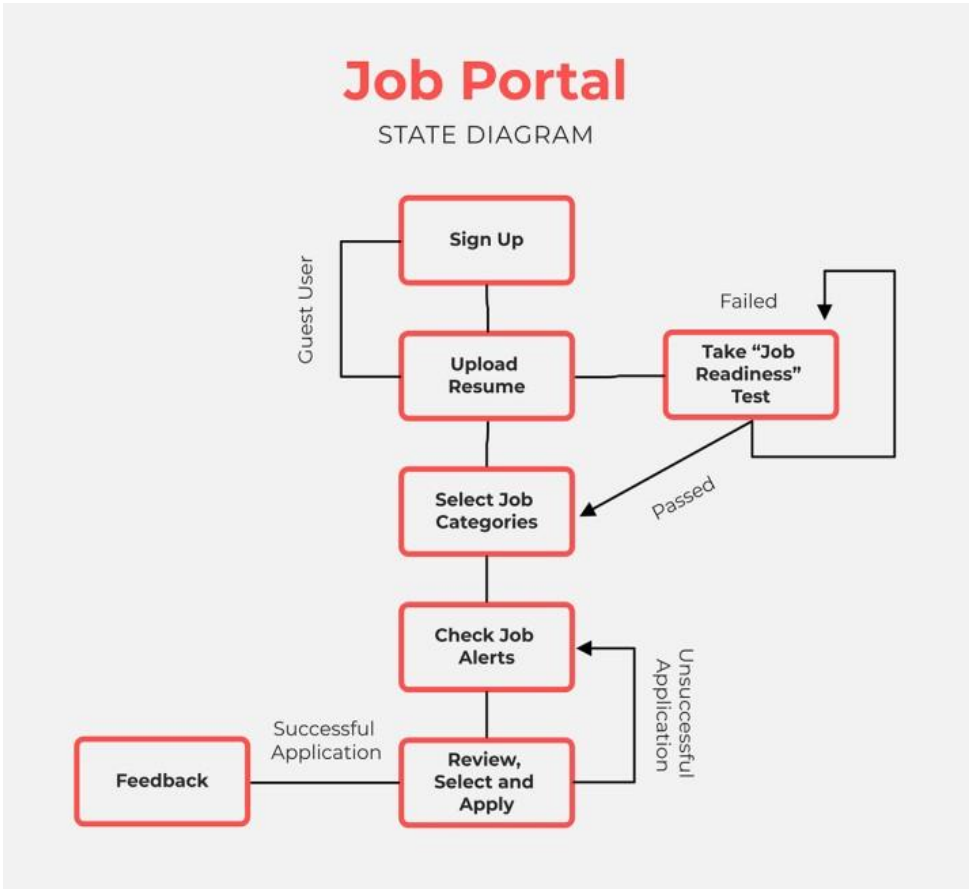 Job Portal
STATE DIAGRAM
Sign Up
Guest User
Upload
Resume
Failed
Take “Job
Readiness”
Test
Select Job
Categories
Passed
Check Job
Alerts
Unsuccessful
Application
Successful
Application
Feedback
Review,
Select and
Apply